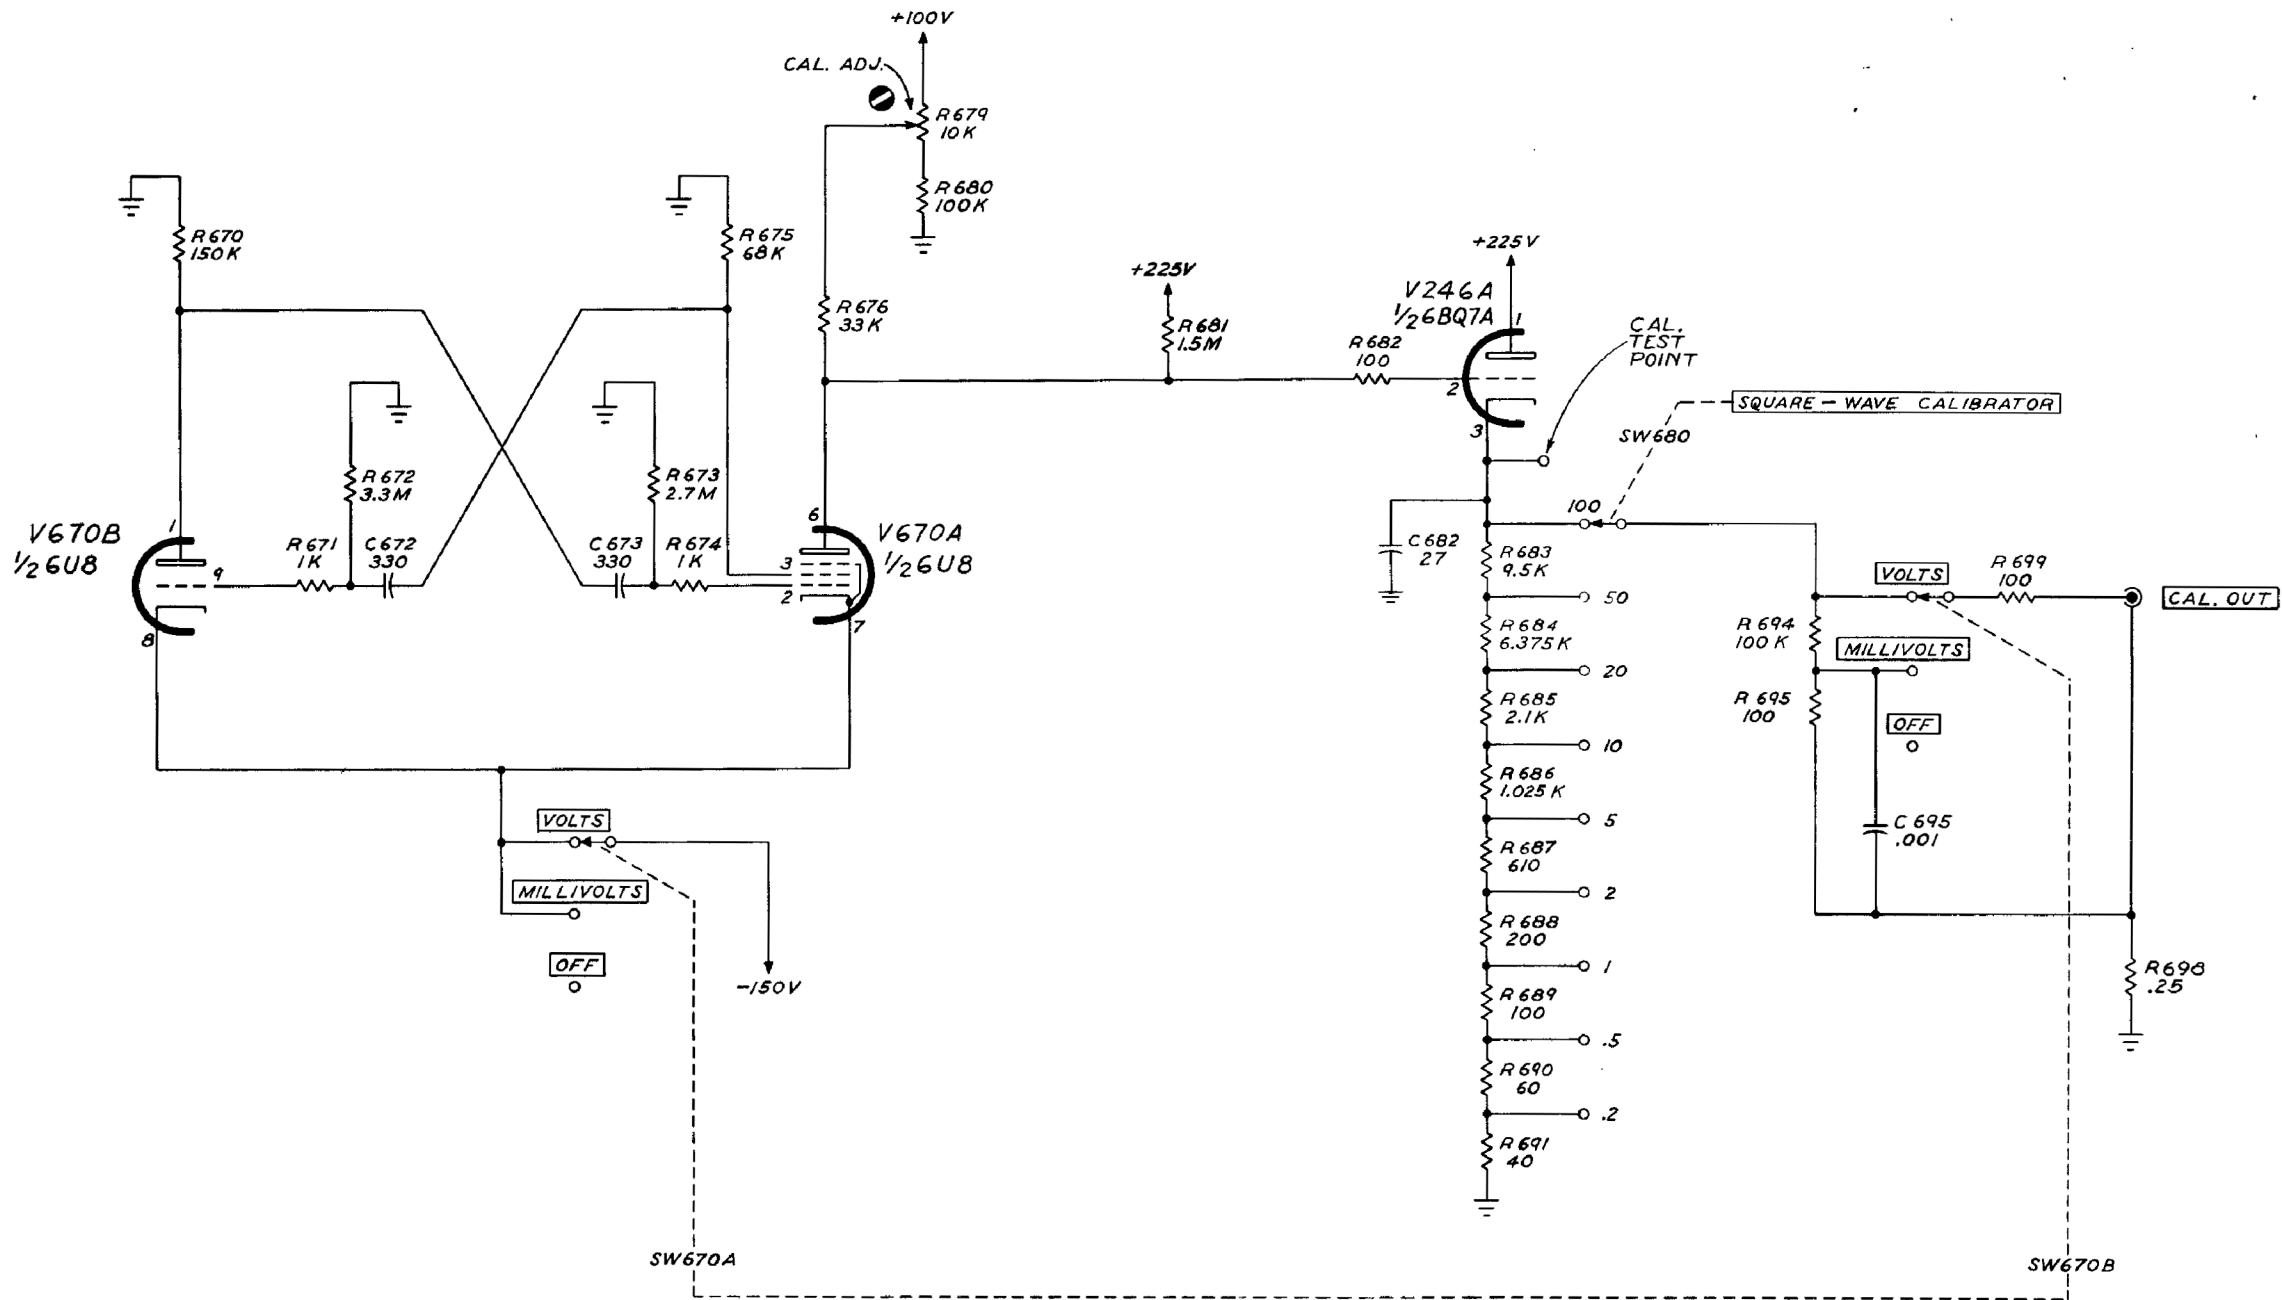 +100V
CAL. ADJ.
R679
10K
R680
100K
R670
150K
R675
68K
R676
33K
+225V
R681
1.5M
R682
100
+225V
V246A
1/2 6BQ7A
1
2
3
CAL.
TEST
POINT
SQUARE-WAVE CALIBRATOR
SW680
V670B
1/2 6U8
1
9
8
R671
1K
R672
3.3M
C672
330
R673
2.7M
C673
330
R674
1K
6
3
2
7
V670A
1/2 6U8
C682
27
100
R683
9.5K
50
R684
6.375K
20
R685
2.1K
10
R686
1.025K
5
R687
610
2
R688
200
1
R689
100
.5
R690
60
.2
R691
40
VOLTS
R699
100
CAL. OUT
R694
100K
MILLIVOLTS
R695
100
OFF
C695
.001
R698
.25
VOLTS
MILLIVOLTS
OFF
-150V
SW670A
SW670B